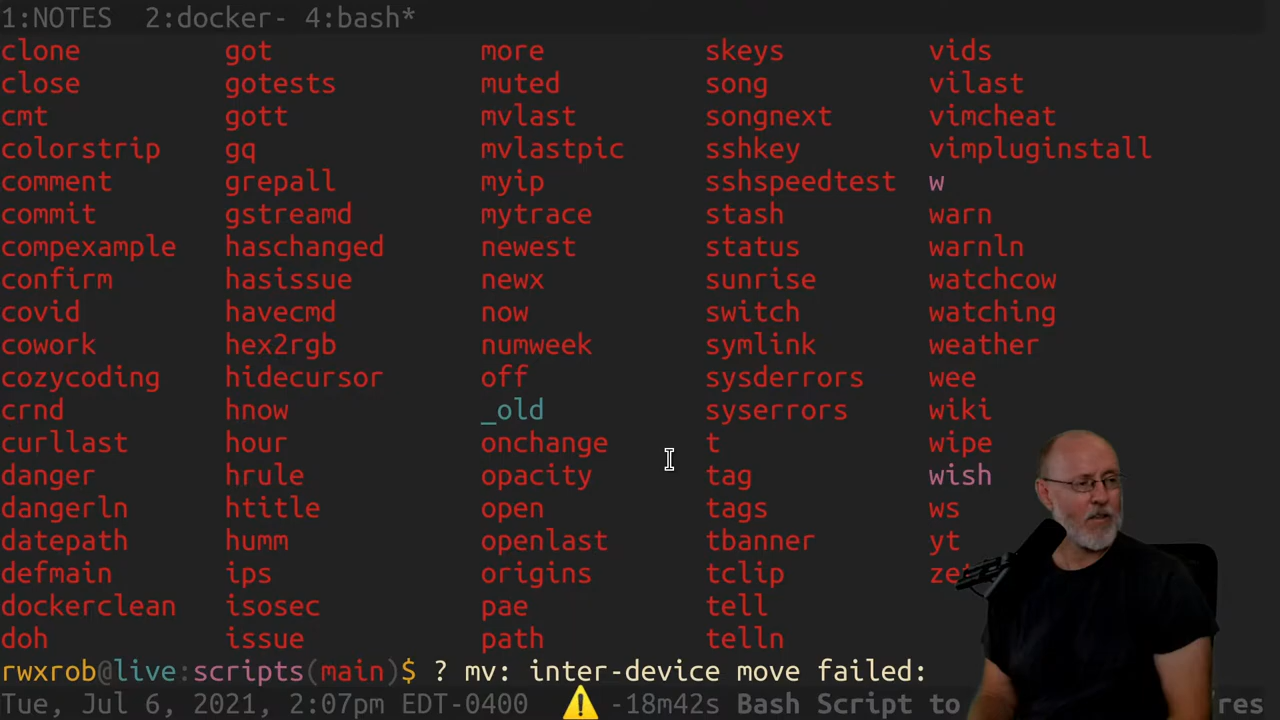 1:NOTES 2:docker- 4:bash*
clone got more skeys vids
close gotests muted song vilast
cmt gott mvlast songnext vimcheat
colorstrip gq mvlastpic sshkey vimpluginstall
comment grepall myip sshspeedtest w
commit gstreamd mytrace stash warn
compexample haschanged newest status warnln
confirm hasissue newx sunrise watchcow
covid havecmd now switch watching
cowork hex2rgb numweek symlink weather
cozycoding hidecursor off sysderrors wee
crnd hnow _old syserrors wiki
curllast hour onchange t wipe
danger hrule opacity tag wish
dangerln htitle open tags ws
datepath humm openlast tbanner yt
defmain ips origins tclip
dockerclean isosec pae tell
doh issue path telln
rwxrob@live:scripts(main)$ ? mv: inter-device move failed:
Tue, Jul 6, 2021, 2:07pm EDT-0400 ⚠ -18m42s Bash Script to